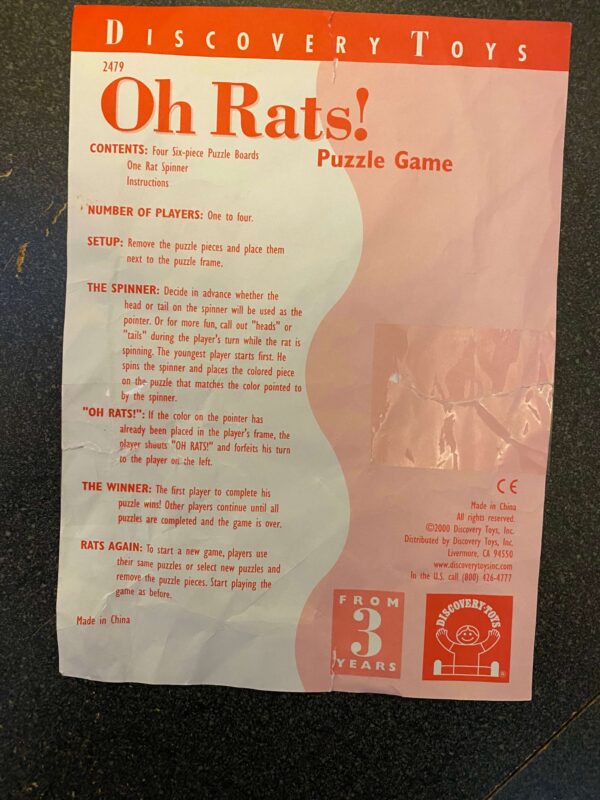 DISCOVERY TOYS
2479
Oh Rats!
Puzzle Game
CONTENTS: Four Six-piece Puzzle Boards
One Rat Spinner
Instructions
NUMBER OF PLAYERS: One to four.
SETUP: Remove the puzzle pieces and place them
next to the puzzle frame.
THE SPINNER: Decide in advance whether the
head or tail on the spinner will be used as the
pointer. Or for more fun, call out "heads" or
"tails" during the player's turn while the rat is
spinning. The youngest player starts first. He
spins the spinner and places the colored piece
on the puzzle that matches the color pointed to
by the spinner.
"OH RATS!": If the color on the pointer has
already been placed in the player's frame, the
player shouts "OH RATS!" and forfeits his turn
to the player on the left.
THE WINNER: The first player to complete his
puzzle wins! Other players continue until all
puzzles are completed and the game is over.
RATS AGAIN: To start a new game, players use
their same puzzles or select new puzzles and
remove the puzzle pieces. Start playing the
game as before.
Made in China
CE
Made in China
All rights reserved.
©2000 Discovery Toys, Inc.
Distributed by Discovery Toys, Inc.
Livermore, CA 94550
www.discoverytoysinc.com
In the U.S. call (800) 426-4777
FROM
3
YEARS
DISCOVERY·TOYS
®